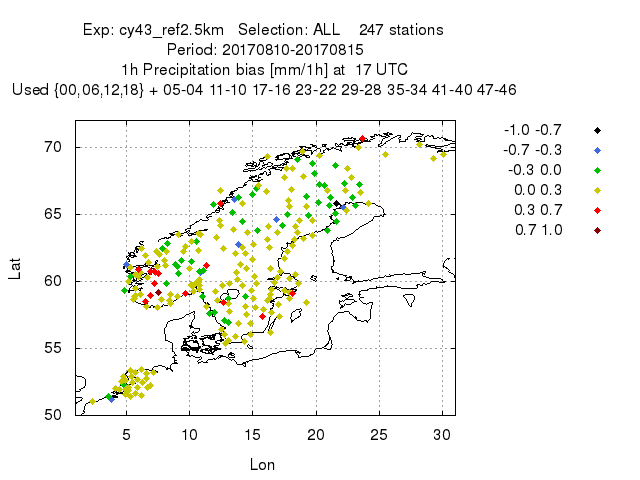 Exp: cy43_ref2.5km Selection: ALL 247 stations
Period: 20170810-20170815
1h Precipitation bias [mm/1h] at 17 UTC
Used {00,06,12,18} + 05-04 11-10 17-16 23-22 29-28 35-34 41-40 47-46
-1.0 -0.7
-0.7 -0.3
-0.3 0.0
0.0 0.3
0.3 0.7
0.7 1.0
70
65
60
55
50
Lat
5 10 15 20 25 30
Lon